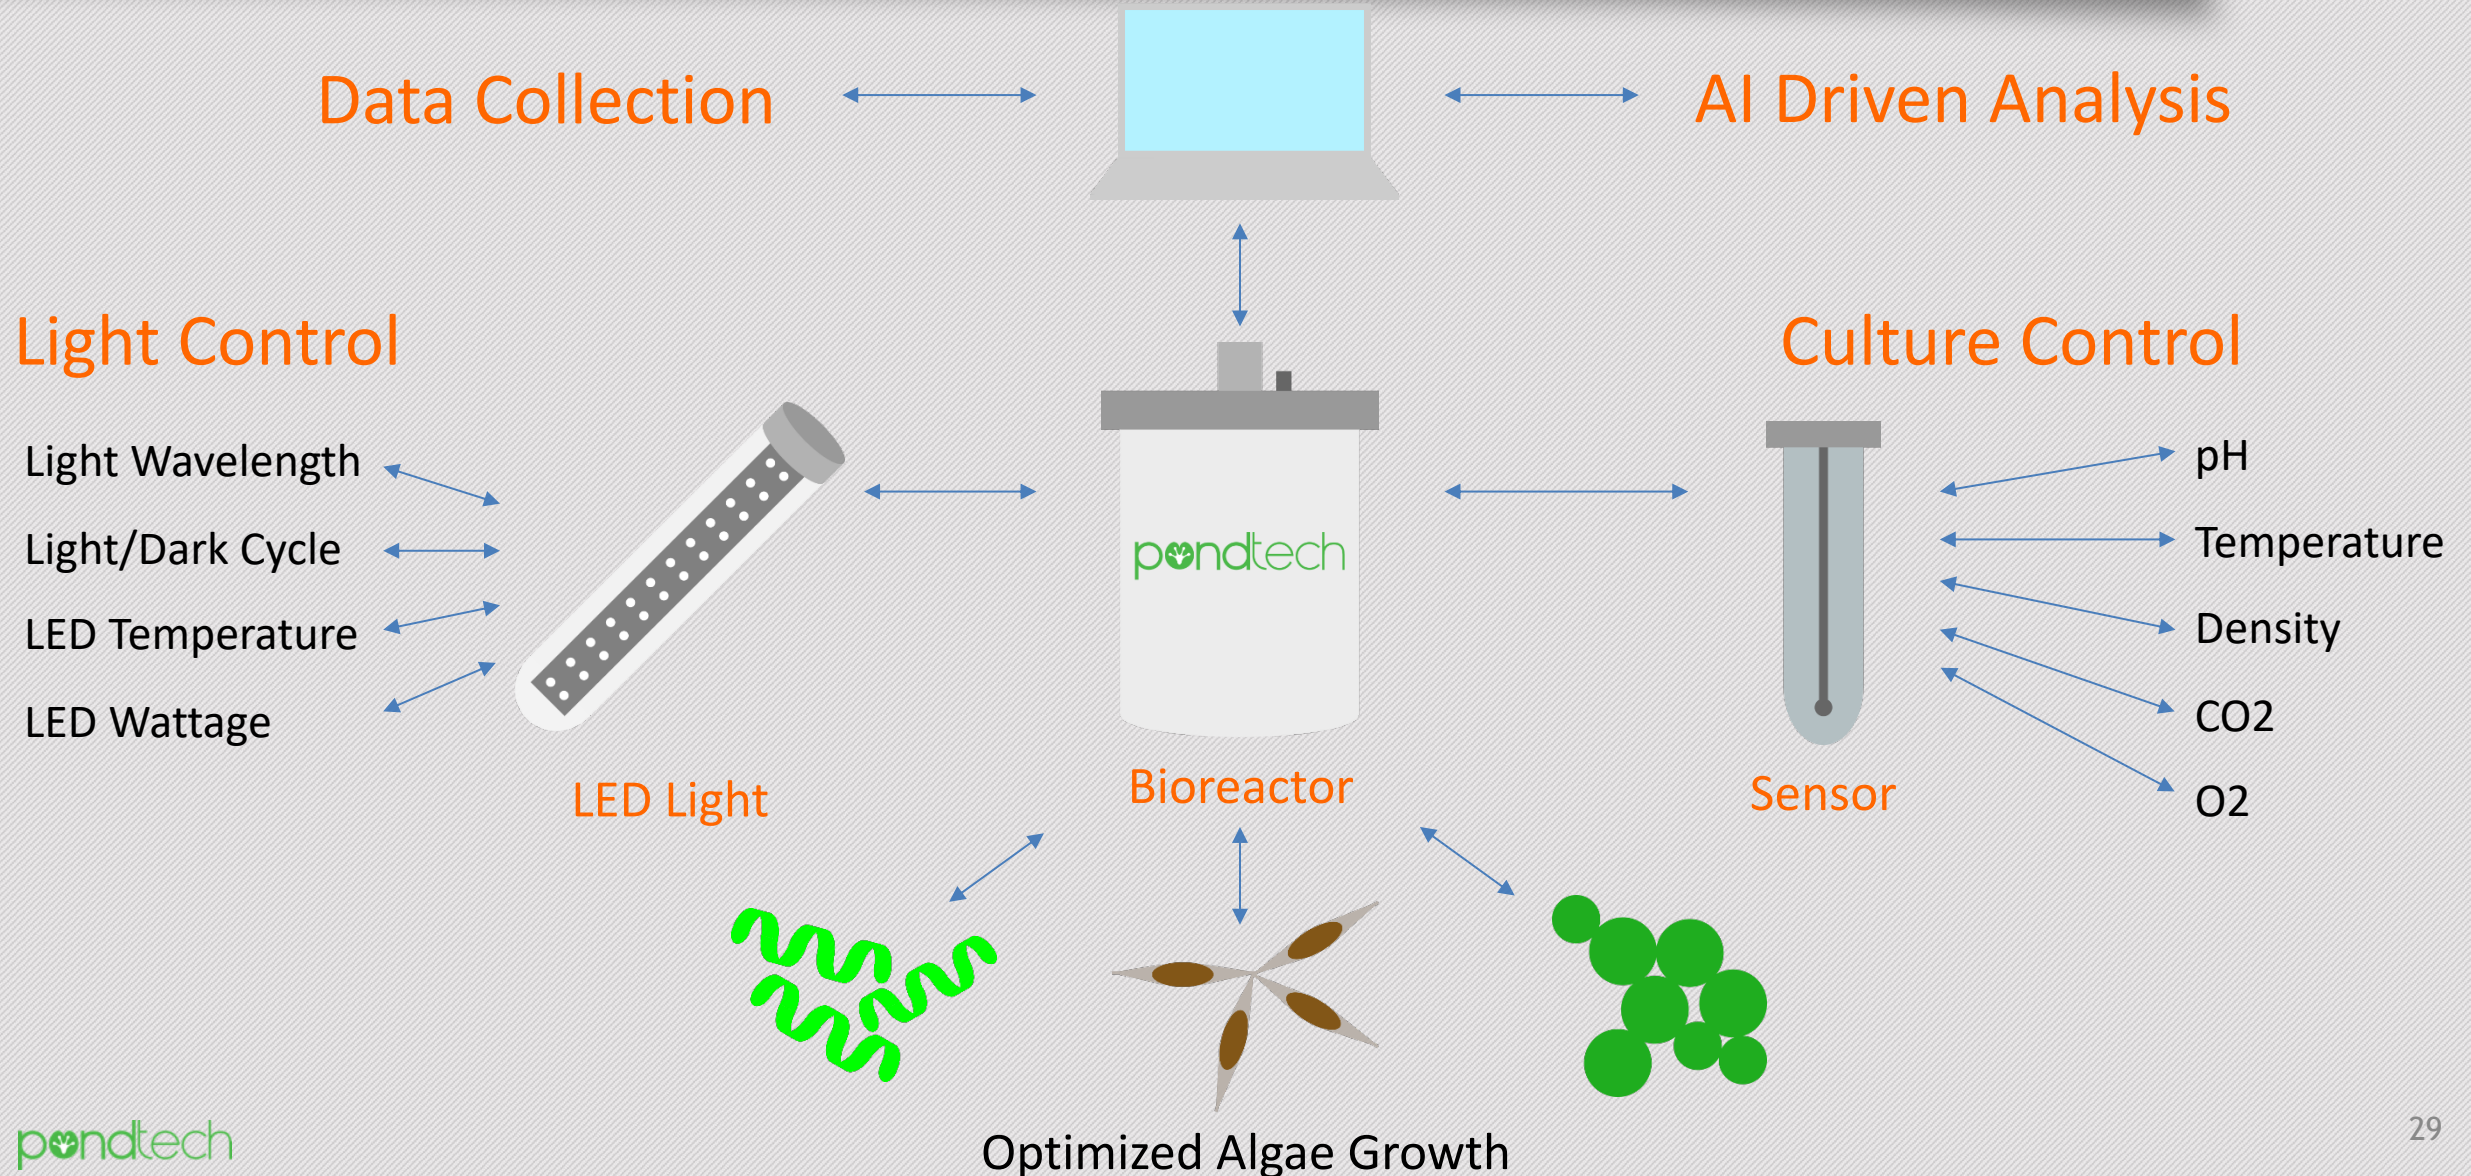 Data Collection
AI Driven Analysis
Light Control
Culture Control
Light Wavelength
Light/Dark Cycle
LED Temperature
LED Wattage
pondtech
pH
Temperature
Density
CO2
O2
LED Light
Bioreactor
Sensor
Optimized Algae Growth
pondtech
29